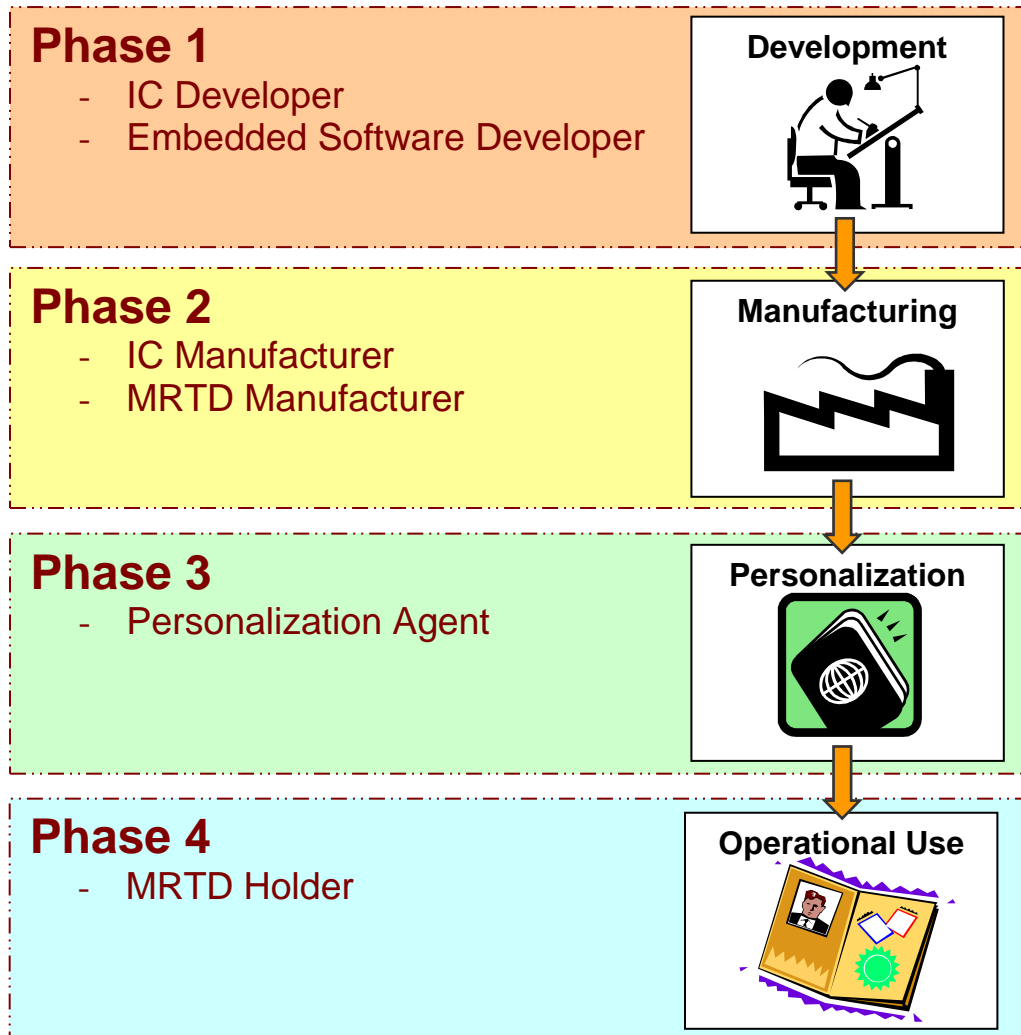 Phase 1
- IC Developer
- Embedded Software Developer
Development
Phase 2
- IC Manufacturer
- MRTD Manufacturer
Manufacturing
Phase 3
- Personalization Agent
Personalization
Phase 4
- MRTD Holder
Operational Use